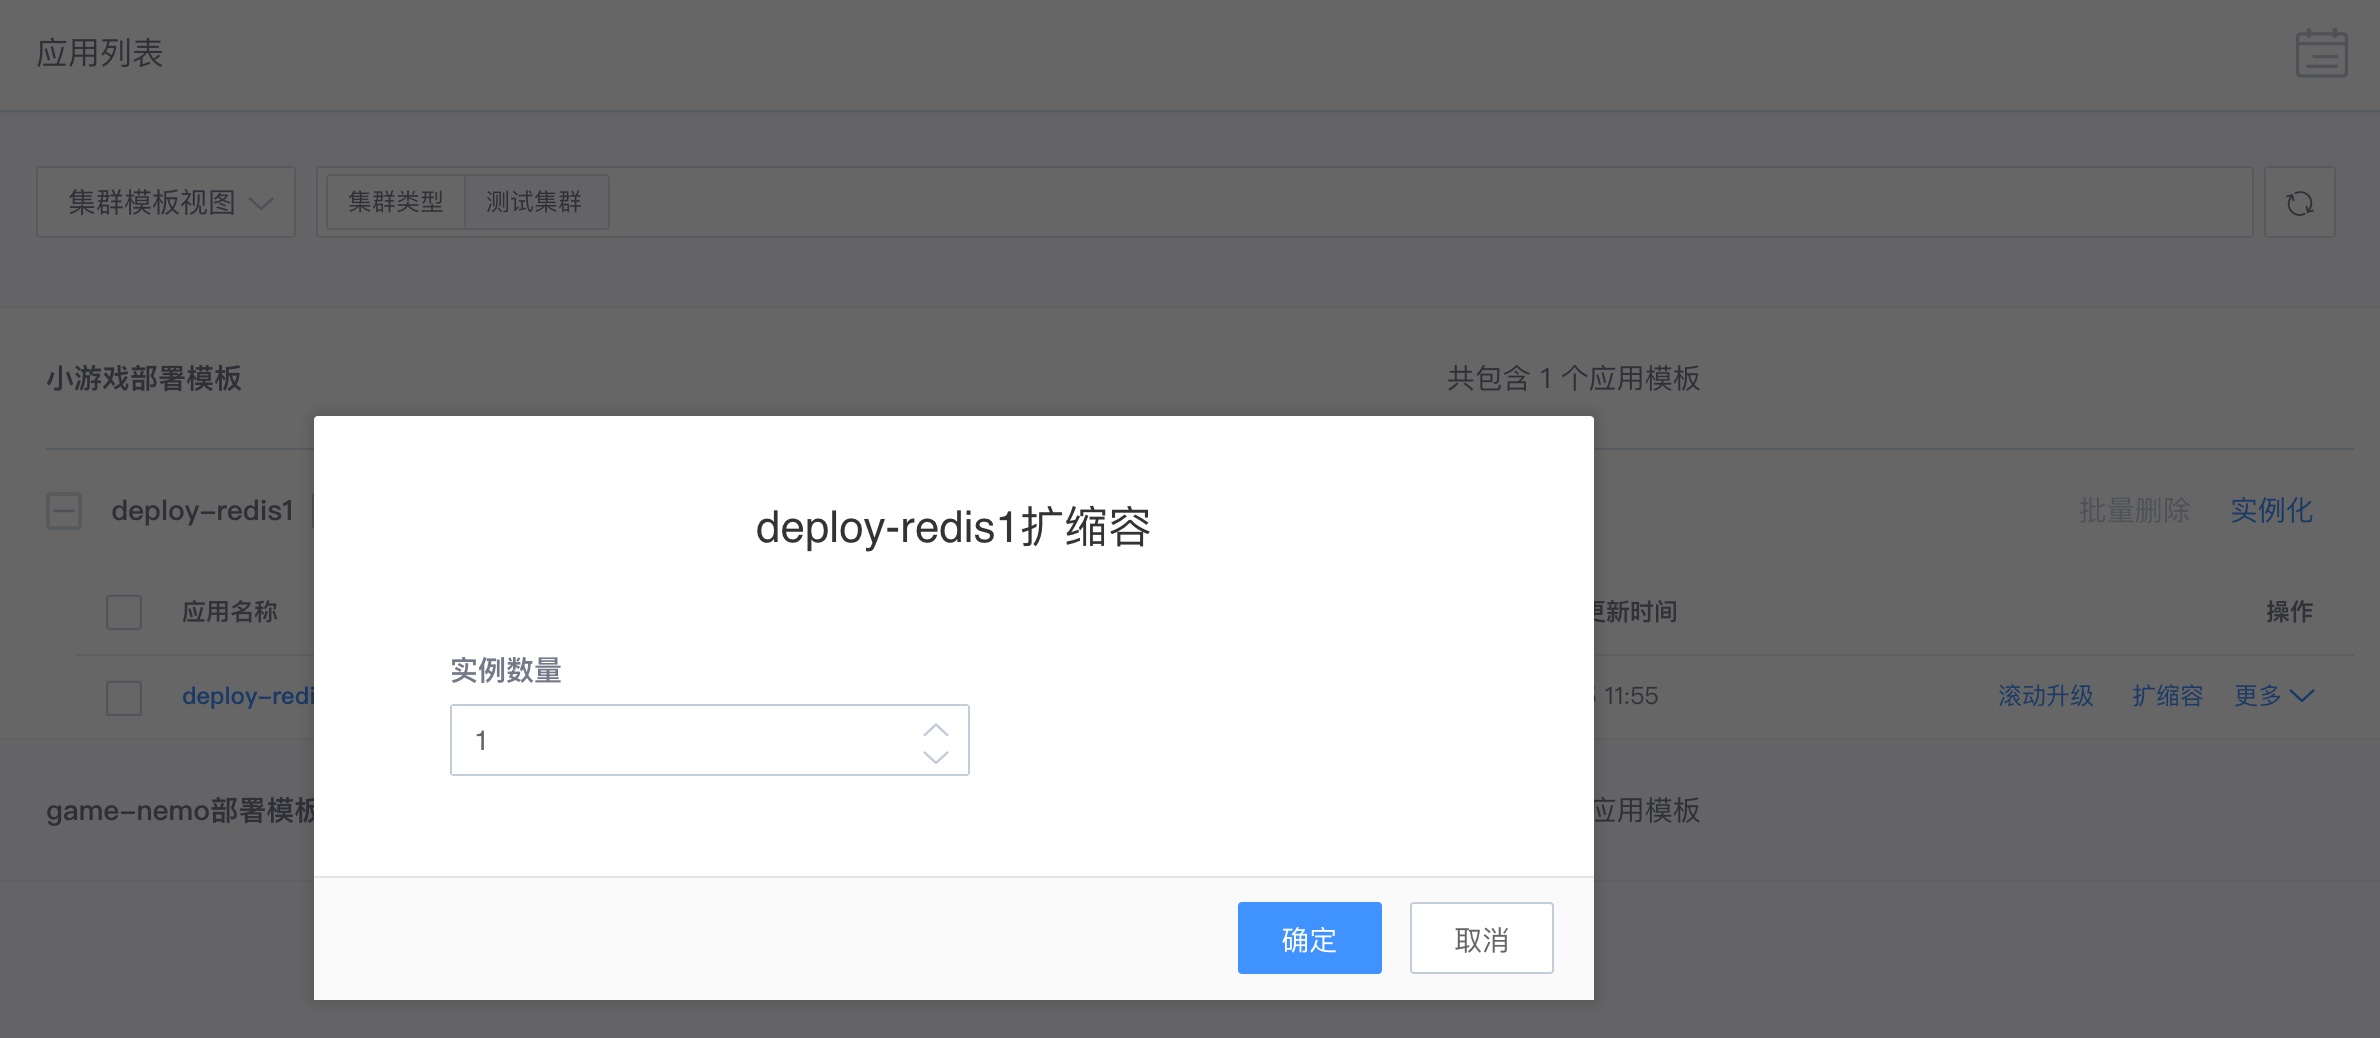 应用列表
集群模板视图
集群类型 测试集群
小游戏部署模板 共包含 1 个应用模板
deploy-redis1扩缩容
deploy-redis1 批量删除 实例化
应用名称 更新时间 操作
实例数量
deploy-redi 11:55 滚动升级 扩缩容 更多
1
game-nemo部署模板 应用模板
确定 取消